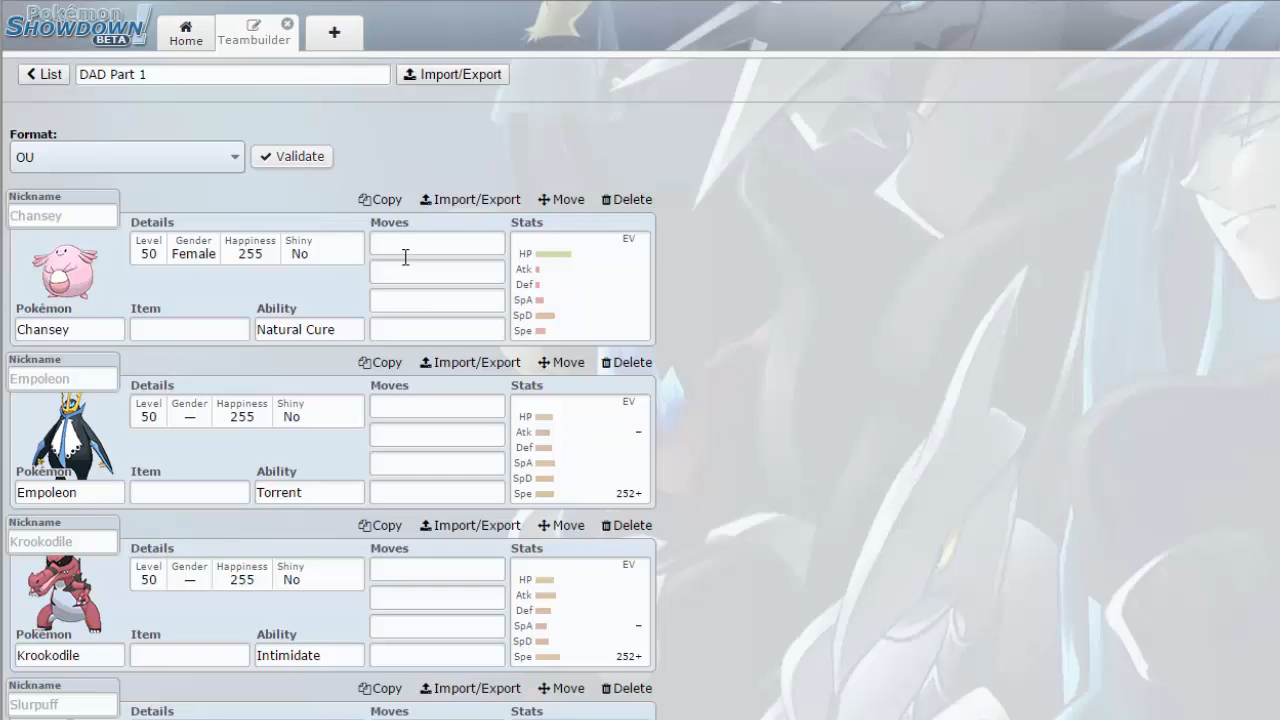 Pokémon
SHOWDOWN!
BETA
Home
Teambuilder
+
List
DAD Part 1
Import/Export
Format:
OU
Validate
Nickname
Chansey
Copy Import/Export Move Delete
Details Moves Stats
Level Gender Happiness Shiny
50 Female 255 No
EV
HP
Atk
Def
SpA
SpD
Spe
Pokémon Item Ability
Chansey Natural Cure
Nickname
Empoleon
Copy Import/Export Move Delete
Details Moves Stats
Level Gender Happiness Shiny
50 — 255 No
EV
HP
Atk –
Def
SpA
SpD
Spe 252+
Pokémon Item Ability
Empoleon Torrent
Nickname
Krookodile
Copy Import/Export Move Delete
Details Moves Stats
Level Gender Happiness Shiny
50 — 255 No
EV
HP
Atk
Def
SpA –
SpD
Spe 252+
Pokémon Item Ability
Krookodile Intimidate
Nickname
Slurpuff
Copy Import/Export Move Delete
Details Moves Stats